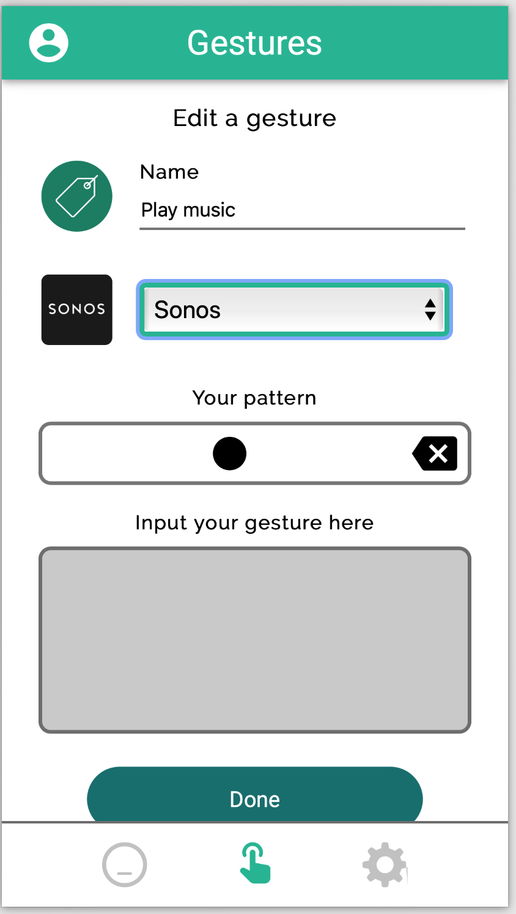 Gestures
Edit a gesture
Name
Play music
SONOS
Sonos
Your pattern
Input your gesture here
Done